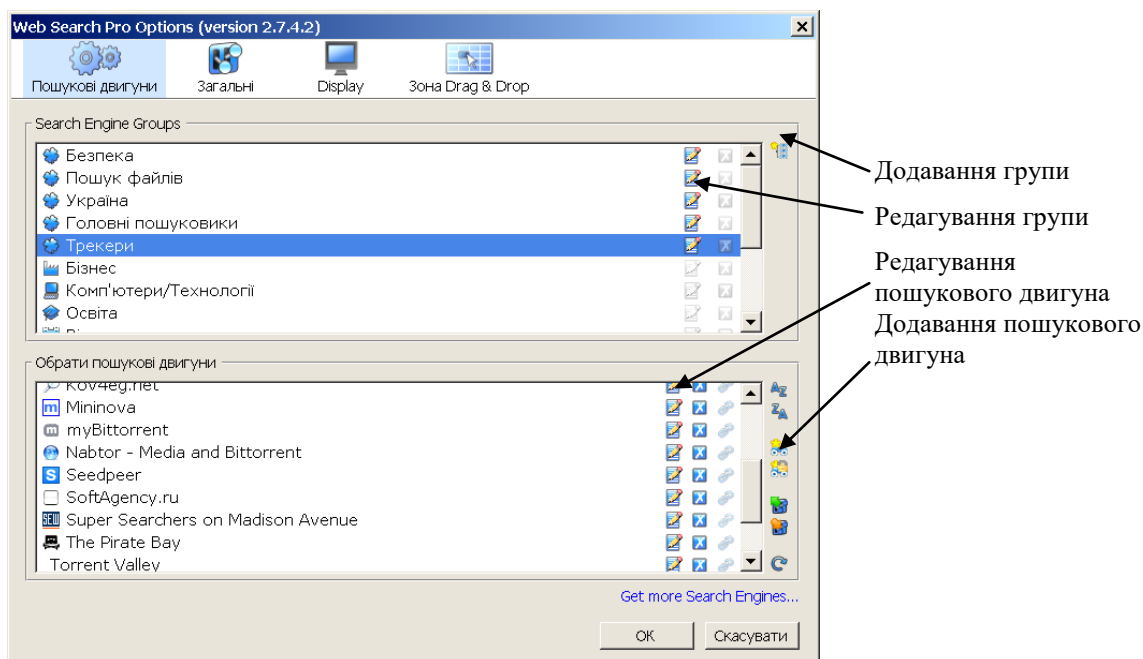 Web Search Pro Options (version 2.7.4.2)
Пошукові двигуни
Загальні
Display
Зона Drag & Drop
Search Engine Groups
Безпека
Пошук файлів
Україна
Головні пошуковики
Трекери
Бізнес
Комп'ютери/Технології
Освіта
Обрати пошукові двигуни
Kov4eg.net
Mininova
myBittorrent
Nabtor - Media and Bittorrent
Seedpeer
SoftAgency.ru
Super Searchers on Madison Avenue
The Pirate Bay
Torrent Valley
Get more Search Engines...
OK
Скасувати
Додавання групи
Редагування групи
Редагування
пошукового двигуна
Додавання пошукового
двигуна